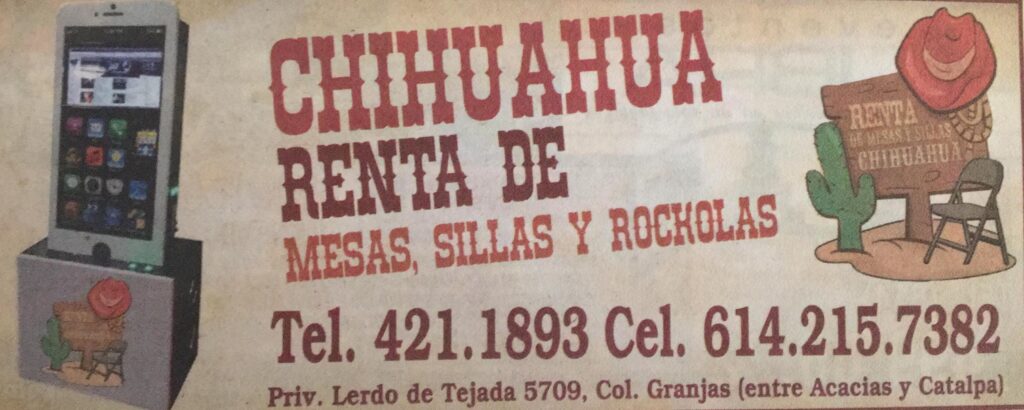 CHIHUAHUA
RENTA DE
MESAS, SILLAS Y ROCKOLAS
RENTA
DE MESAS Y SILLAS
CHIHUAHUA
Tel. 421.1893 Cel. 614.215.7382
Priv. Lerdo de Tejada 5709, Col. Granjas (entre Acacias y Catalpa)